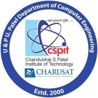 U & P U. Patel Department of Computer Engineering
cspit
Chandubhai S Patel
Institute of Technology
CHARUSAT
Estd. 2000